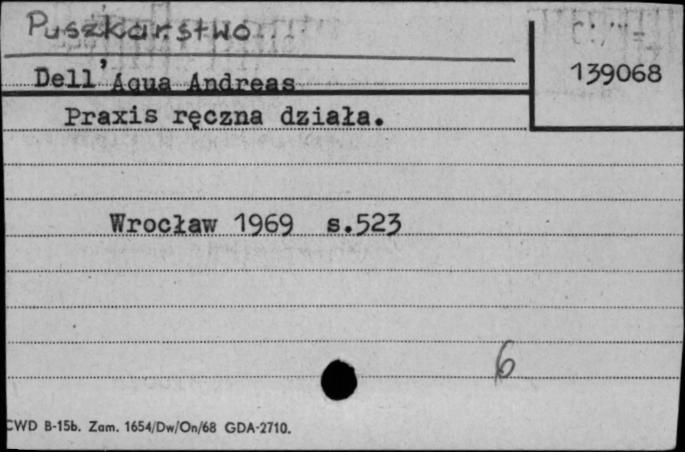 Puszkarstwo
Dell'Aqua Andreas
139068
Praxis ręczna działa.
Wrocław 1969 s.523
6
CWD B-15b. Zam. 1654/Dw/On/68 GDA-2710.